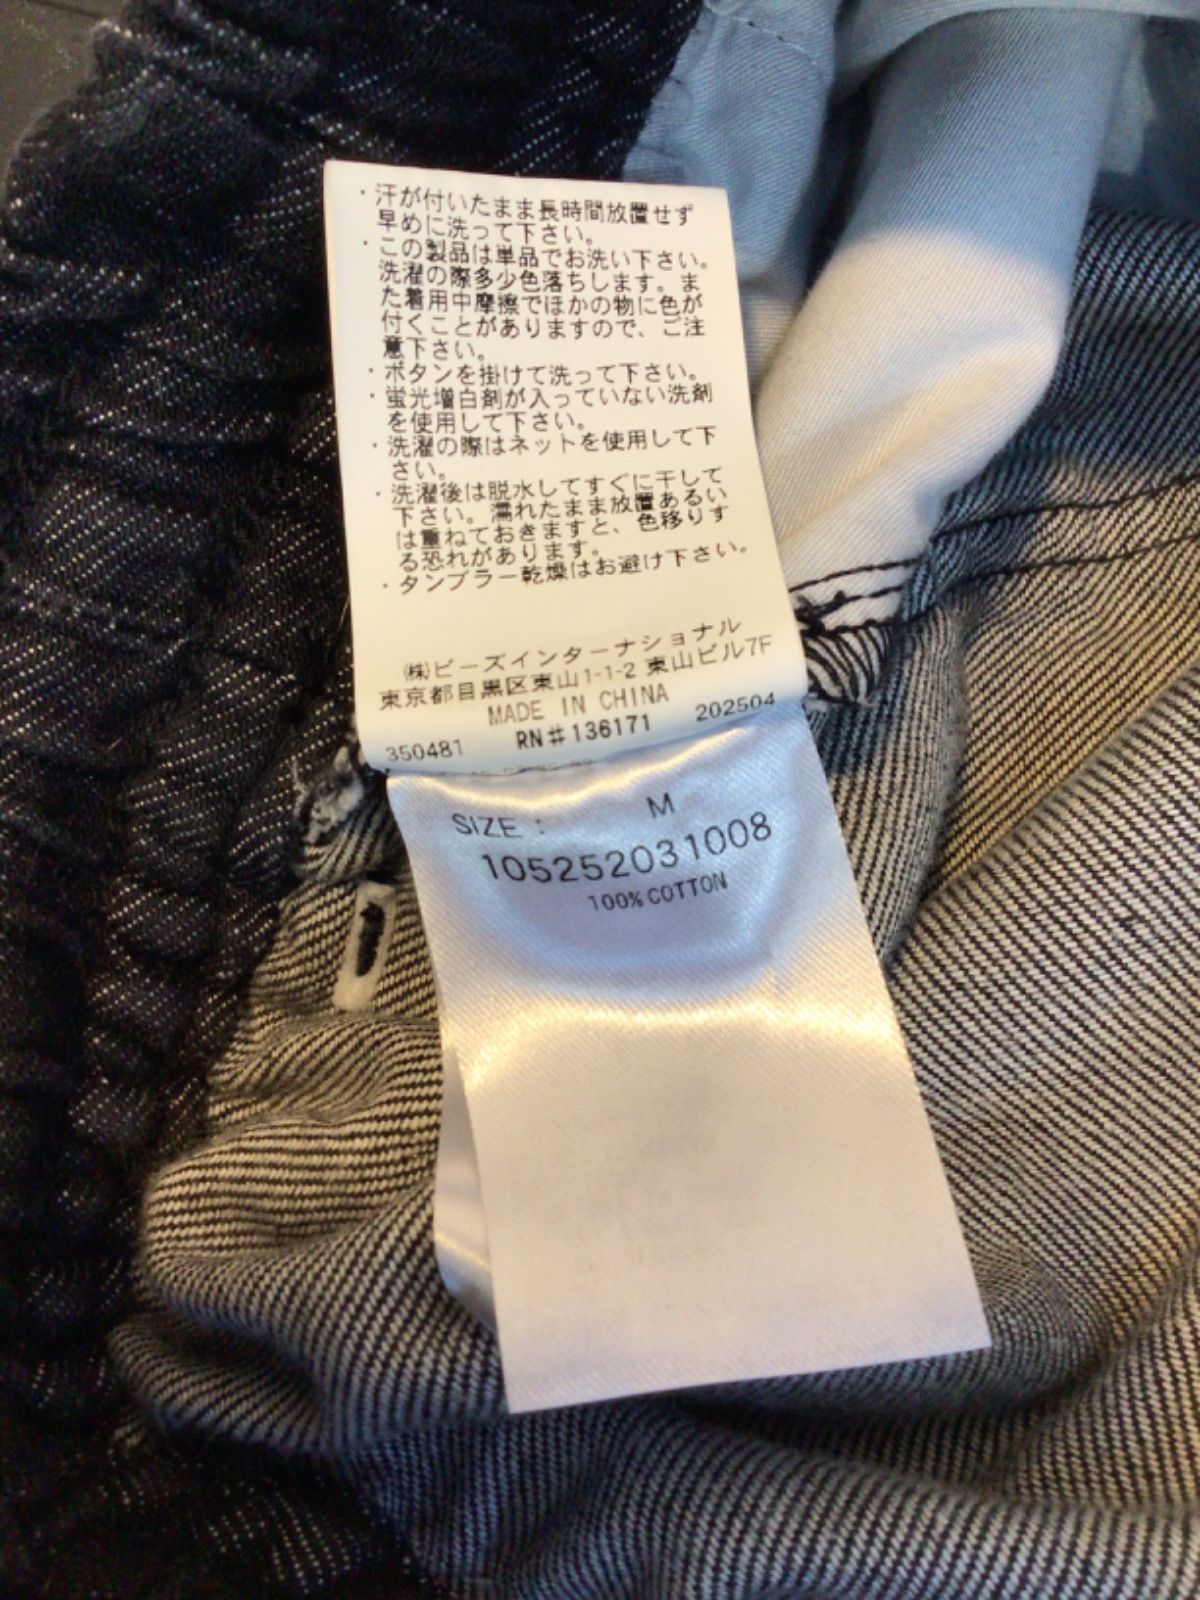 ・汗が付いたまま長時間放置せず
早めに洗って下さい。
・この製品は単品でお洗い下さい。
洗濯の際多少色落ちします。ま
た着用中摩擦でほかの物に色が
付くことがありますので、ご注
意下さい。
・ボタンを掛けて洗って下さい。
・蛍光増白剤が入っていない洗剤
を使用して下さい。
・洗濯の際はネットを使用して下
さい。
・洗濯後は脱水してすぐに干して
下さい。濡れたまま放置あるい
は重ねておきますと、色移りす
る恐れがあります。
・タンブラー乾燥はお避け下さい。
㈱ビーズインターナショナル
東京都目黒区東山1-1-2 東山ビル7F
MADE IN CHINA
350481 RN#136171 202504
SIZE : M
105252031008
100% COTTON